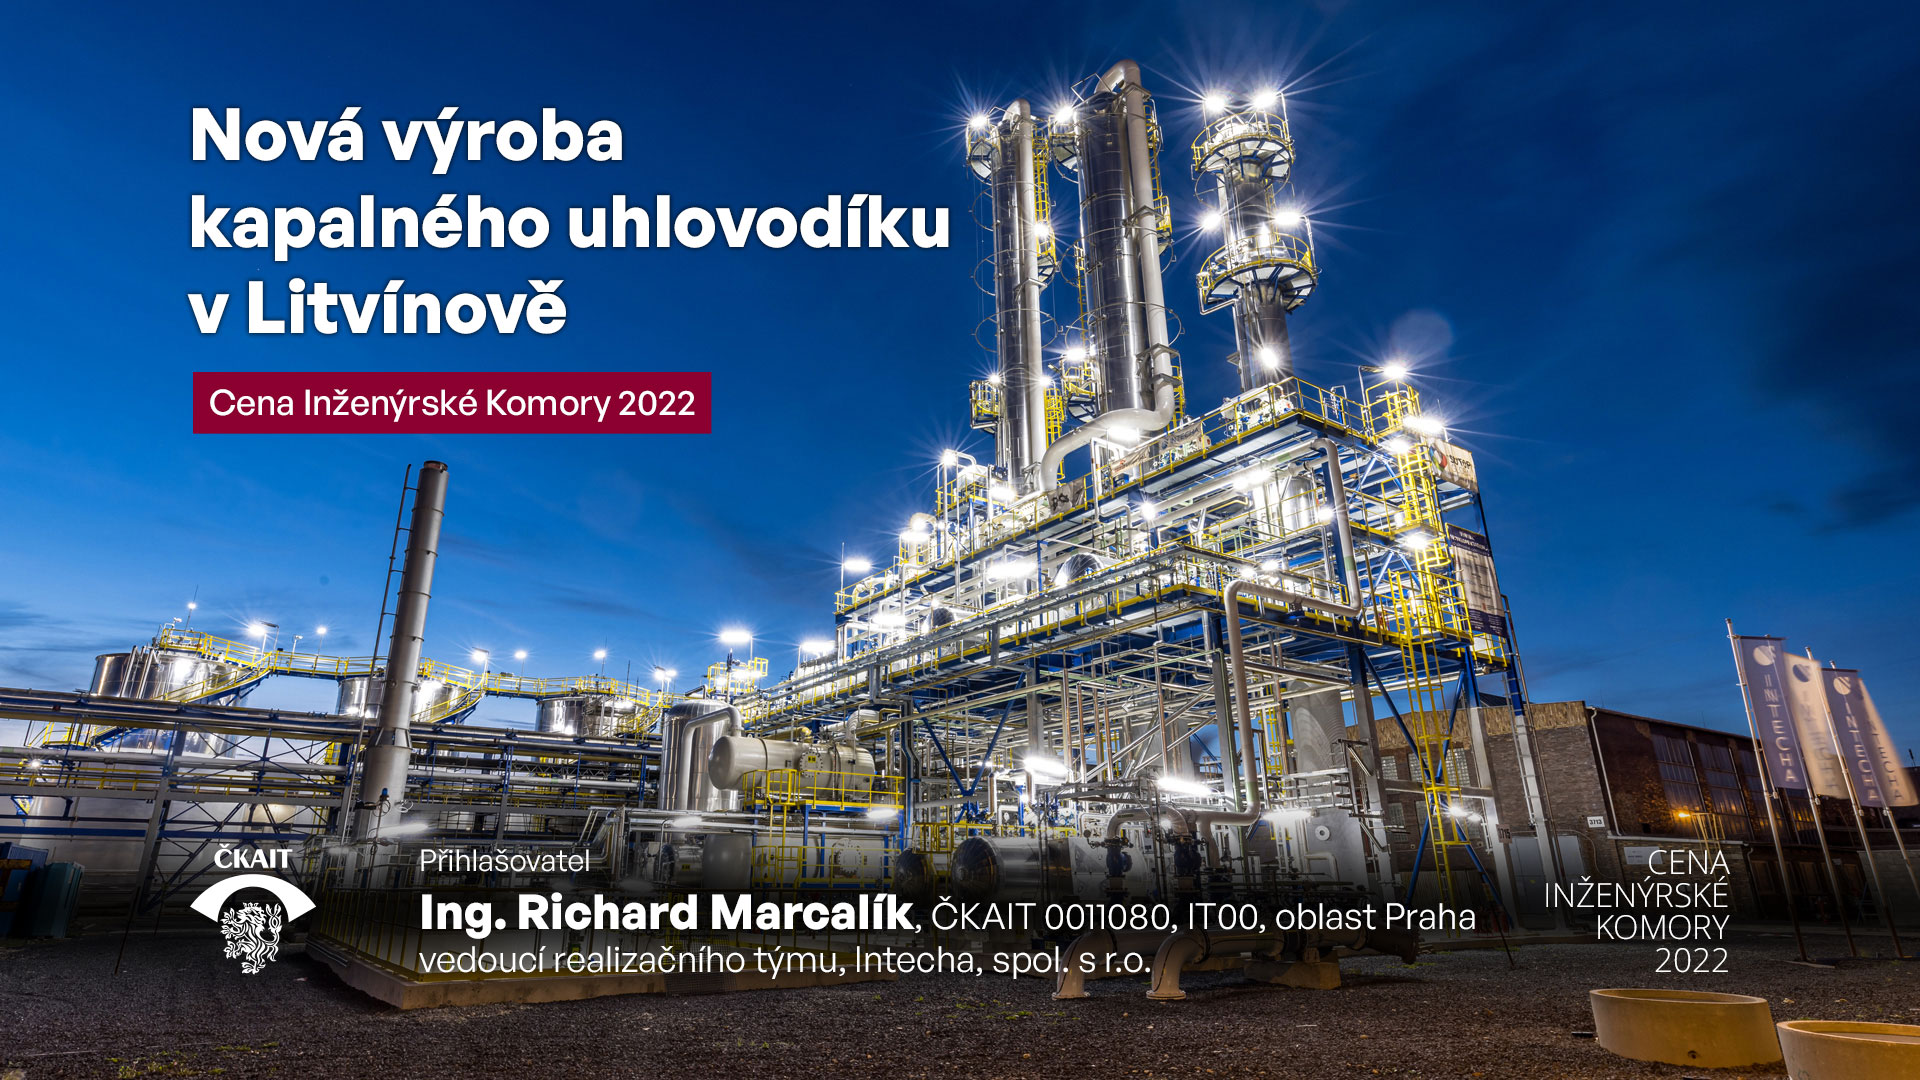 Nová výroba
kapalného uhlovodíku
v Litvínově
Cena Inženýrské Komory 2022
ČKAIT
Přihlašovatel
Ing. Richard Marcalík, ČKAIT 0011080, IT00, oblast Praha
vedoucí realizačního týmu, Intecha, spol. s r.o.
CENA
INŽENÝRSKÉ
KOMORY
2022
INTECHA
INTECHA
3713